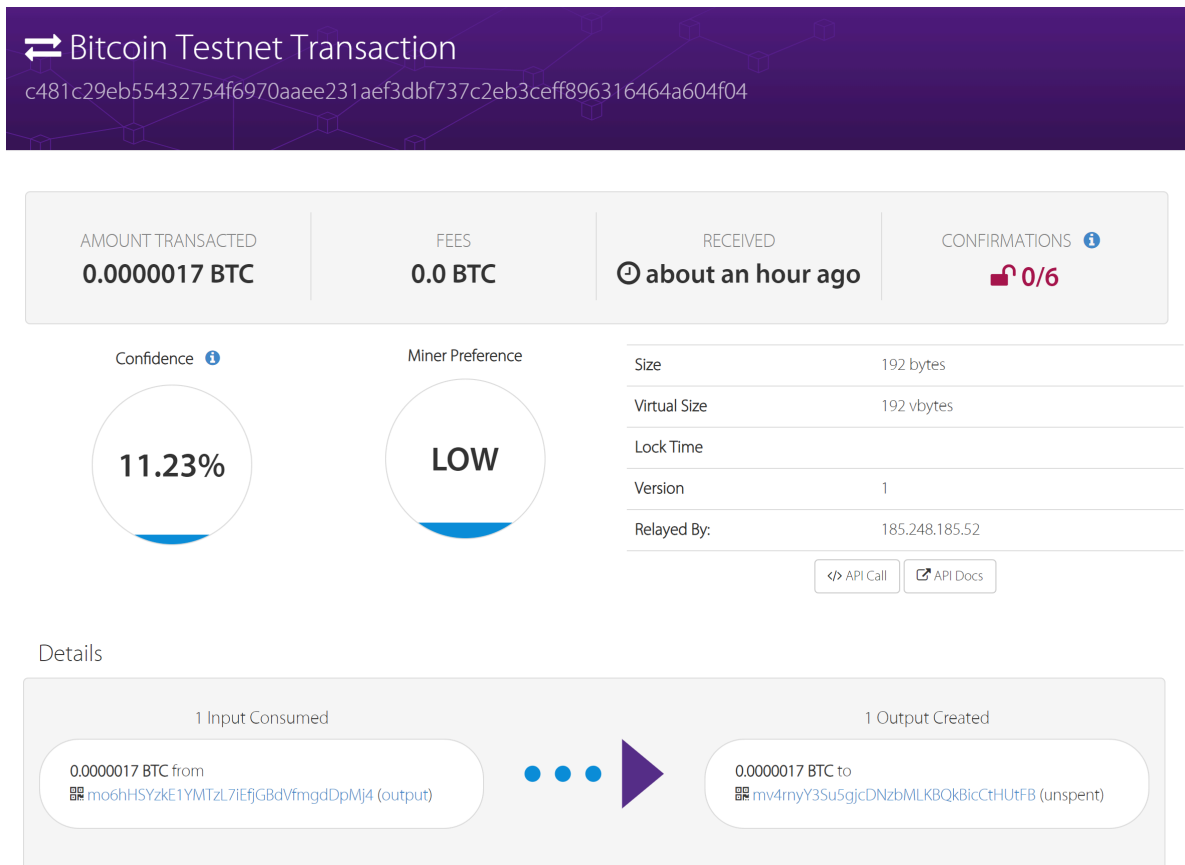 Bitcoin Testnet Transaction
c481c29eb55432754f6970aaee231aef3dbf737c2eb3ceff896316464a604f04
AMOUNT TRANSACTED
0.0000017 BTC
FEES
0.0 BTC
RECEIVED
about an hour ago
CONFIRMATIONS
0/6
Confidence
11.23%
Miner Preference
LOW
Size 192 bytes
Virtual Size 192 vbytes
Lock Time
Version 1
Relayed By: 185.248.185.52
</> API Call
API Docs
Details
1 Input Consumed
0.0000017 BTC from
mo6hHSYzkE1YMTzL7iEfjGBdVfmgdDpMj4 (output)
1 Output Created
0.0000017 BTC to
mv4rnyY3Su5gjcDNzbMLKBQkBicCtHUtFB (unspent)